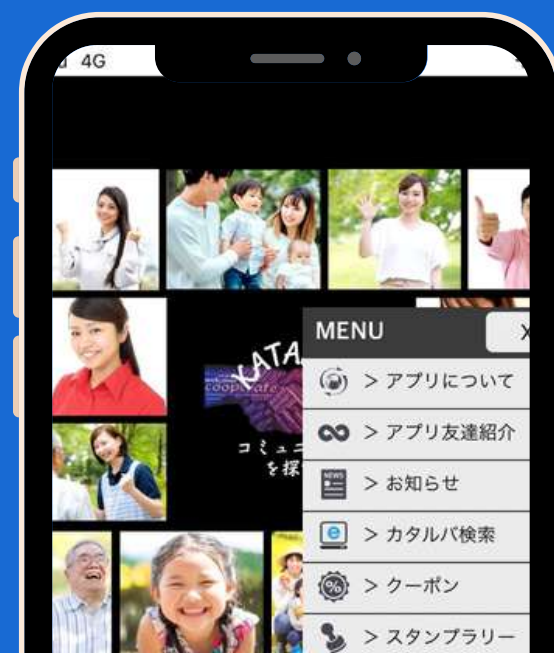 4G
MENU
X
KATA
cooperate
コミュニ
を探
> アプリについて
> アプリ友達紹介
NEWS
> お知らせ
e
> カタルバ検索
%
> クーポン
> スタンプラリー